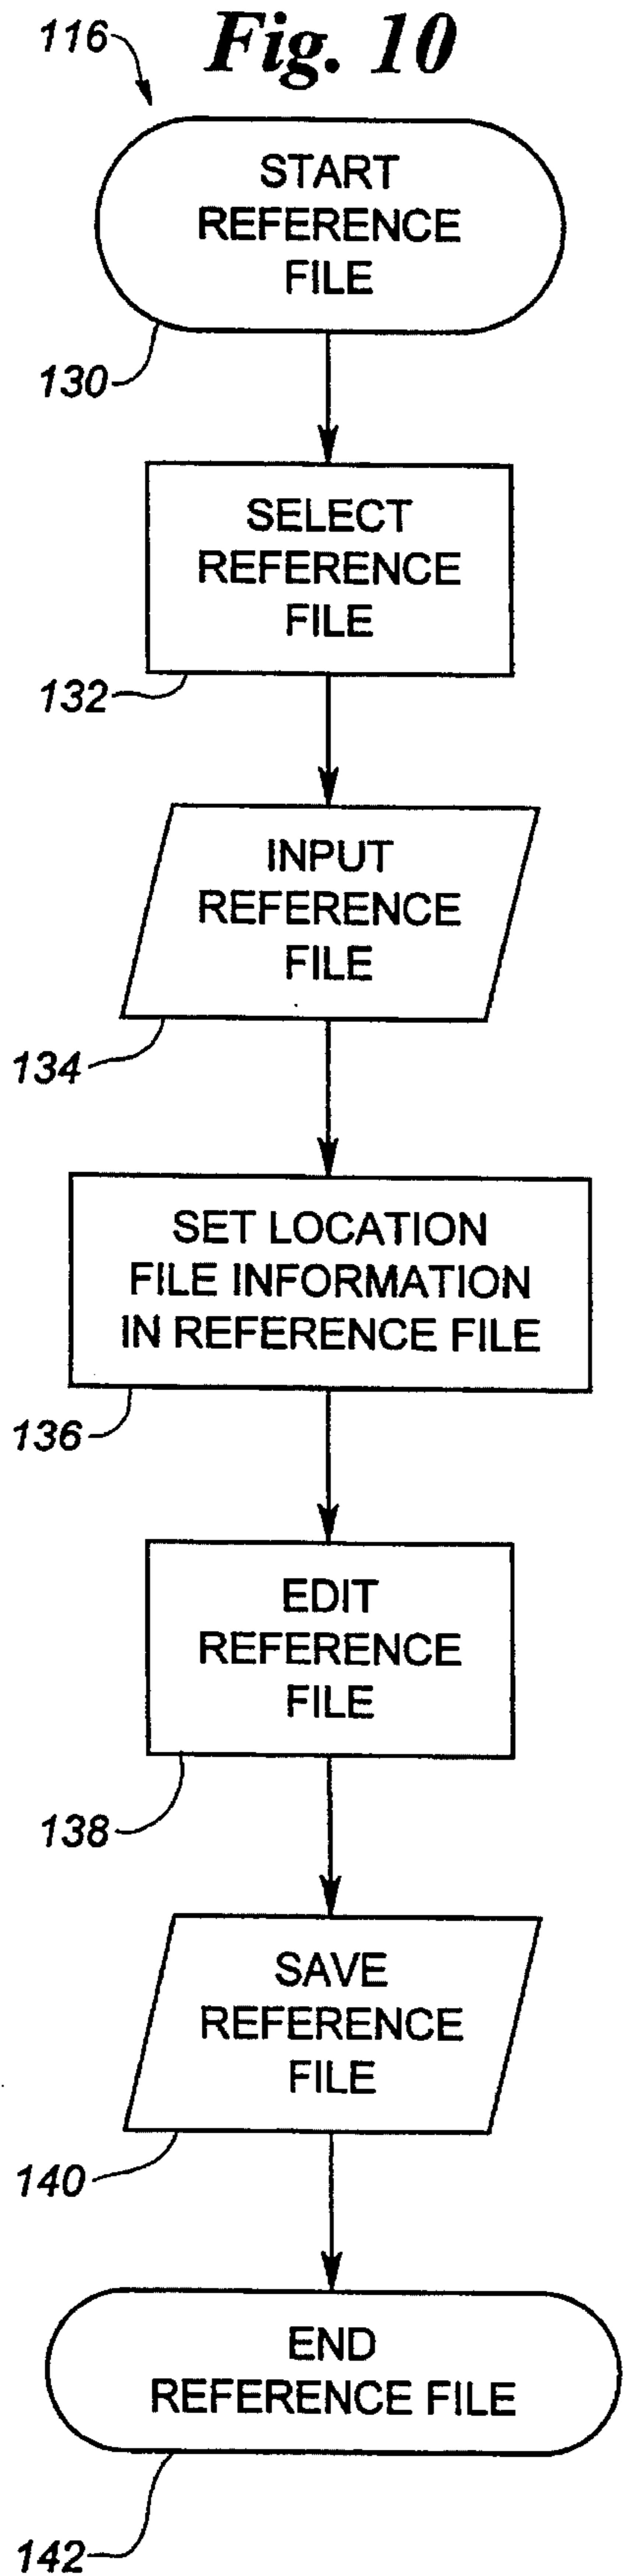 116
Fig. 10
START
REFERENCE
FILE
130
SELECT
REFERENCE
FILE
132
INPUT
REFERENCE
FILE
134
SET LOCATION
FILE INFORMATION
IN REFERENCE FILE
136
EDIT
REFERENCE
FILE
138
SAVE
REFERENCE
FILE
140
END
REFERENCE FILE
142